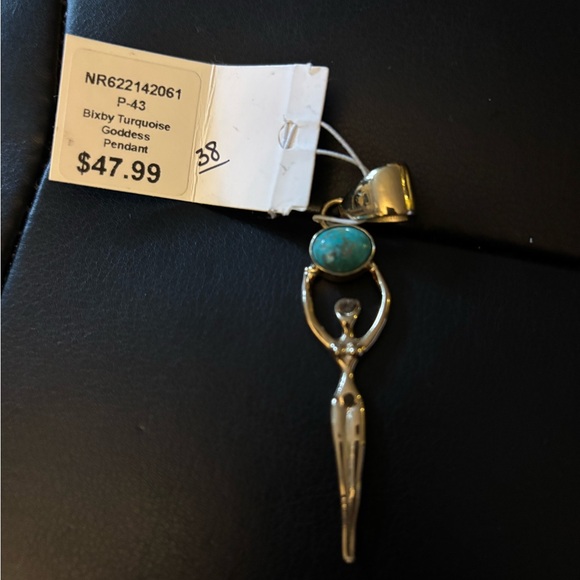 NR622142061
P-43
Bixby Turquoise
Goddess
Pendant
$47.99
38